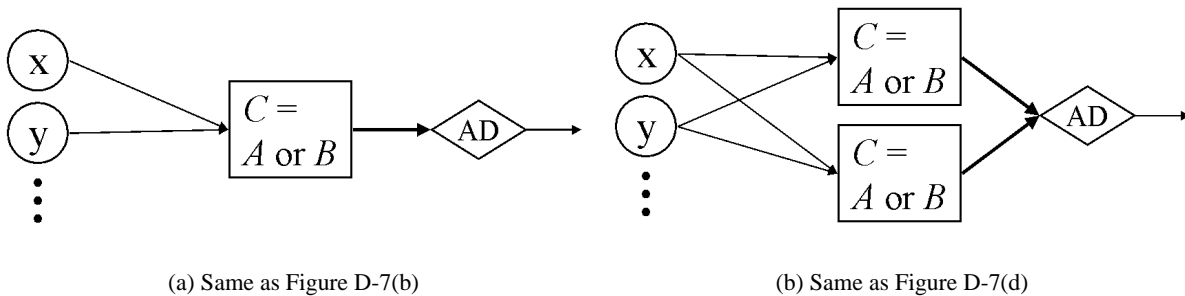 x
y
C =
A or B
AD
(a) Same as Figure D-7(b)
x
y
C =
A or B
C =
A or B
AD
(b) Same as Figure D-7(d)